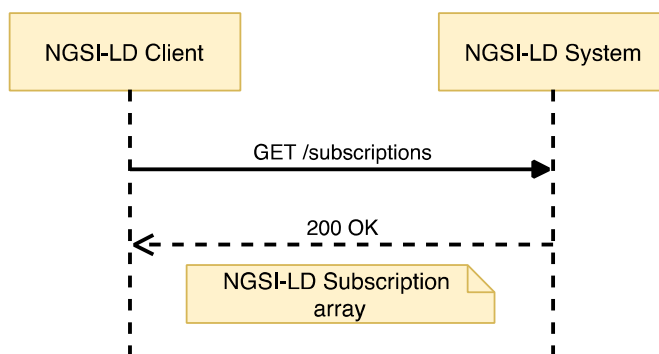 NGSI-LD Client
NGSI-LD System
GET /subscriptions
200 OK
NGSI-LD Subscription
array